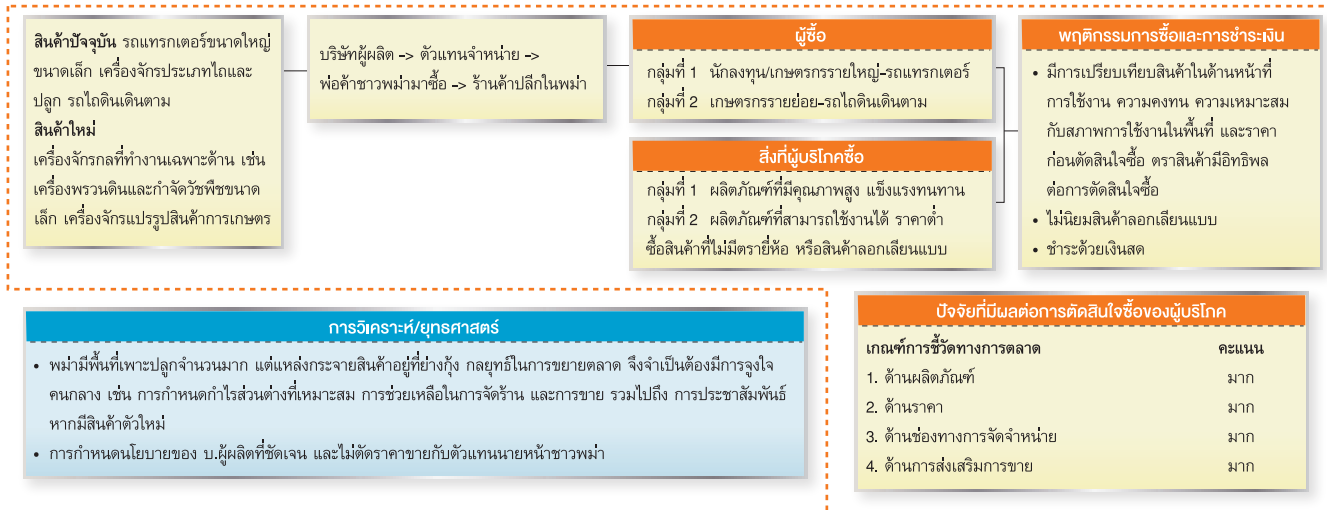 สินค้าปัจจุบัน รถแทรกเตอร์ขนาดใหญ่
ขนาดเล็ก เครื่องจักรประเภทไถและ
ปลูก รถไถดินเดินตาม
สินค้าใหม่
เครื่องจักรกลที่ทำงานเฉพาะด้าน เช่น
เครื่องพรวนดินและกำจัดวัชพืชขนาด
เล็ก เครื่องจักรแปรรูปสินค้าการเกษตร
บริษัทผู้ผลิต -> ตัวแทนจำหน่าย ->
พ่อค้าชาวพม่ามาซื้อ -> ร้านค้าปลีกในพม่า
ผู้ซื้อ
กลุ่มที่ 1 นักลงทุน/เกษตรกรรายใหญ่-รถแทรกเตอร์
กลุ่มที่ 2 เกษตรกรรายย่อย-รถไถดินเดินตาม
สิ่งที่ผู้บริโภคซื้อ
กลุ่มที่ 1 ผลิตภัณฑ์ที่มีคุณภาพสูง แข็งแรงทนทาน
กลุ่มที่ 2 ผลิตภัณฑ์ที่สามารถใช้งานได้ ราคาต่ำ
ซื้อสินค้าที่ไม่มีตรายี่ห้อ หรือสินค้าลอกเลียนแบบ
พฤติกรรมการซื้อและการชำระเงิน
• มีการเปรียบเทียบสินค้าในด้านหน้าที่
การใช้งาน ความคงทน ความเหมาะสม
กับสภาพการใช้งานในพื้นที่ และราคา
ก่อนตัดสินใจซื้อ ตราสินค้ามีอิทธิพล
ต่อการตัดสินใจซื้อ
• ไม่นิยมสินค้าลอกเลียนแบบ
• ชำระด้วยเงินสด
การวิเคราะห์/ยุทธศาสตร์
• พม่ามีพื้นที่เพาะปลูกจำนวนมาก แต่แหล่งกระจายสินค้าอยู่ที่ย่างกุ้ง กลยุทธ์ในการขยายตลาด จึงจำเป็นต้องมีการจูงใจ
คนกลาง เช่น การกำหนดกำไรส่วนต่างที่เหมาะสม การช่วยเหลือในการจัดร้าน และการขาย รวมไปถึง การประชาสัมพันธ์
หากมีสินค้าตัวใหม่
• การกำหนดนโยบายของ บ.ผู้ผลิตที่ชัดเจน และไม่ตัดราคาขายกับตัวแทนนายหน้าชาวพม่า
ปัจจัยที่มีผลต่อการตัดสินใจซื้อของผู้บริโภค
เกณฑ์การชี้วัดทางการตลาด คะแนน
1. ด้านผลิตภัณฑ์ มาก
2. ด้านราคา มาก
3. ด้านช่องทางการจัดจำหน่าย มาก
4. ด้านการส่งเสริมการขาย มาก